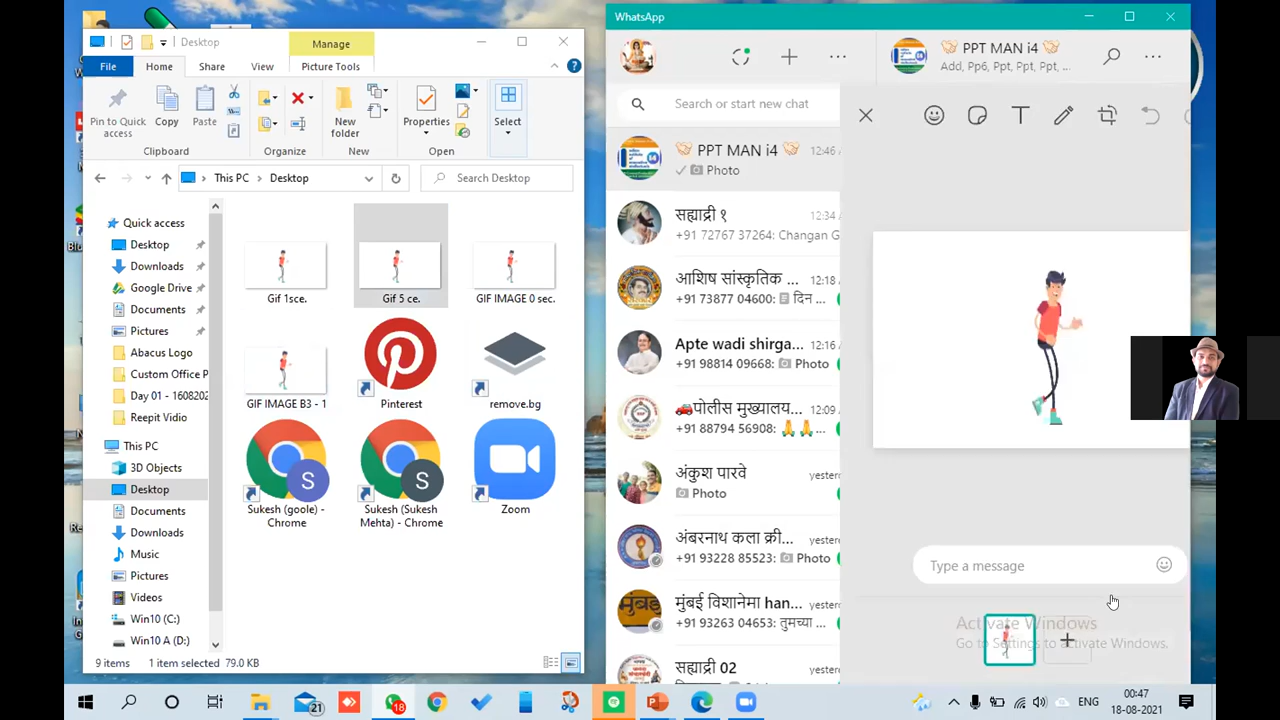 Desktop
Manage
File
Home
Share
View
Picture Tools
Pin to Quick access
Copy
Paste
New folder
Properties
Select
Clipboard
Organize
New
Open
This PC
Desktop
Search Desktop
Quick access
Desktop
Downloads
Google Drive
Documents
Pictures
Abacus Logo
Custom Office P
Day 01 - 1608202
Reepit Vidio
This PC
3D Objects
Desktop
Documents
Downloads
Music
Pictures
Videos
Win10 (C:)
Win10 A (D:)
Gif 1sce.
Gif 5 ce.
GIF IMAGE 0 sec.
GIF IMAGE B3 - 1
Pinterest
remove.bg
S
S
Sukesh (goole) -
Chrome
Sukesh (Sukesh
Mehta) - Chrome
Zoom
9 items
1 item selected 79.0 KB
WhatsApp
Search or start new chat
PPT MAN i4
12:46
Photo
सह्याद्री १
12:34
+91 72767 37264: Changan G
आशिष सांस्कृतिक ...
12:18
+91 73877 04600: दिन ...
Apte wadi shirga...
12:16
+91 98814 09668: Photo
🚗पोलीस मुख्यालय...
12:09
+91 88794 56908: 🙏🙏
अंकुश पारवे
yesterd
Photo
अंबरनाथ कला क्री...
yesterd
+91 93228 85523: Photo
मुंबई विशानेमा han...
yesterd
+91 93263 04653: तुमच्या ...
सह्याद्री 02
yesterd
PPT MAN i4
Add, Pp6, Ppt, Ppt, Ppt, ...
Type a message
Activate Windows
Go to Settings to activate Windows.
21
18
ENG
00:47
18-08-2021